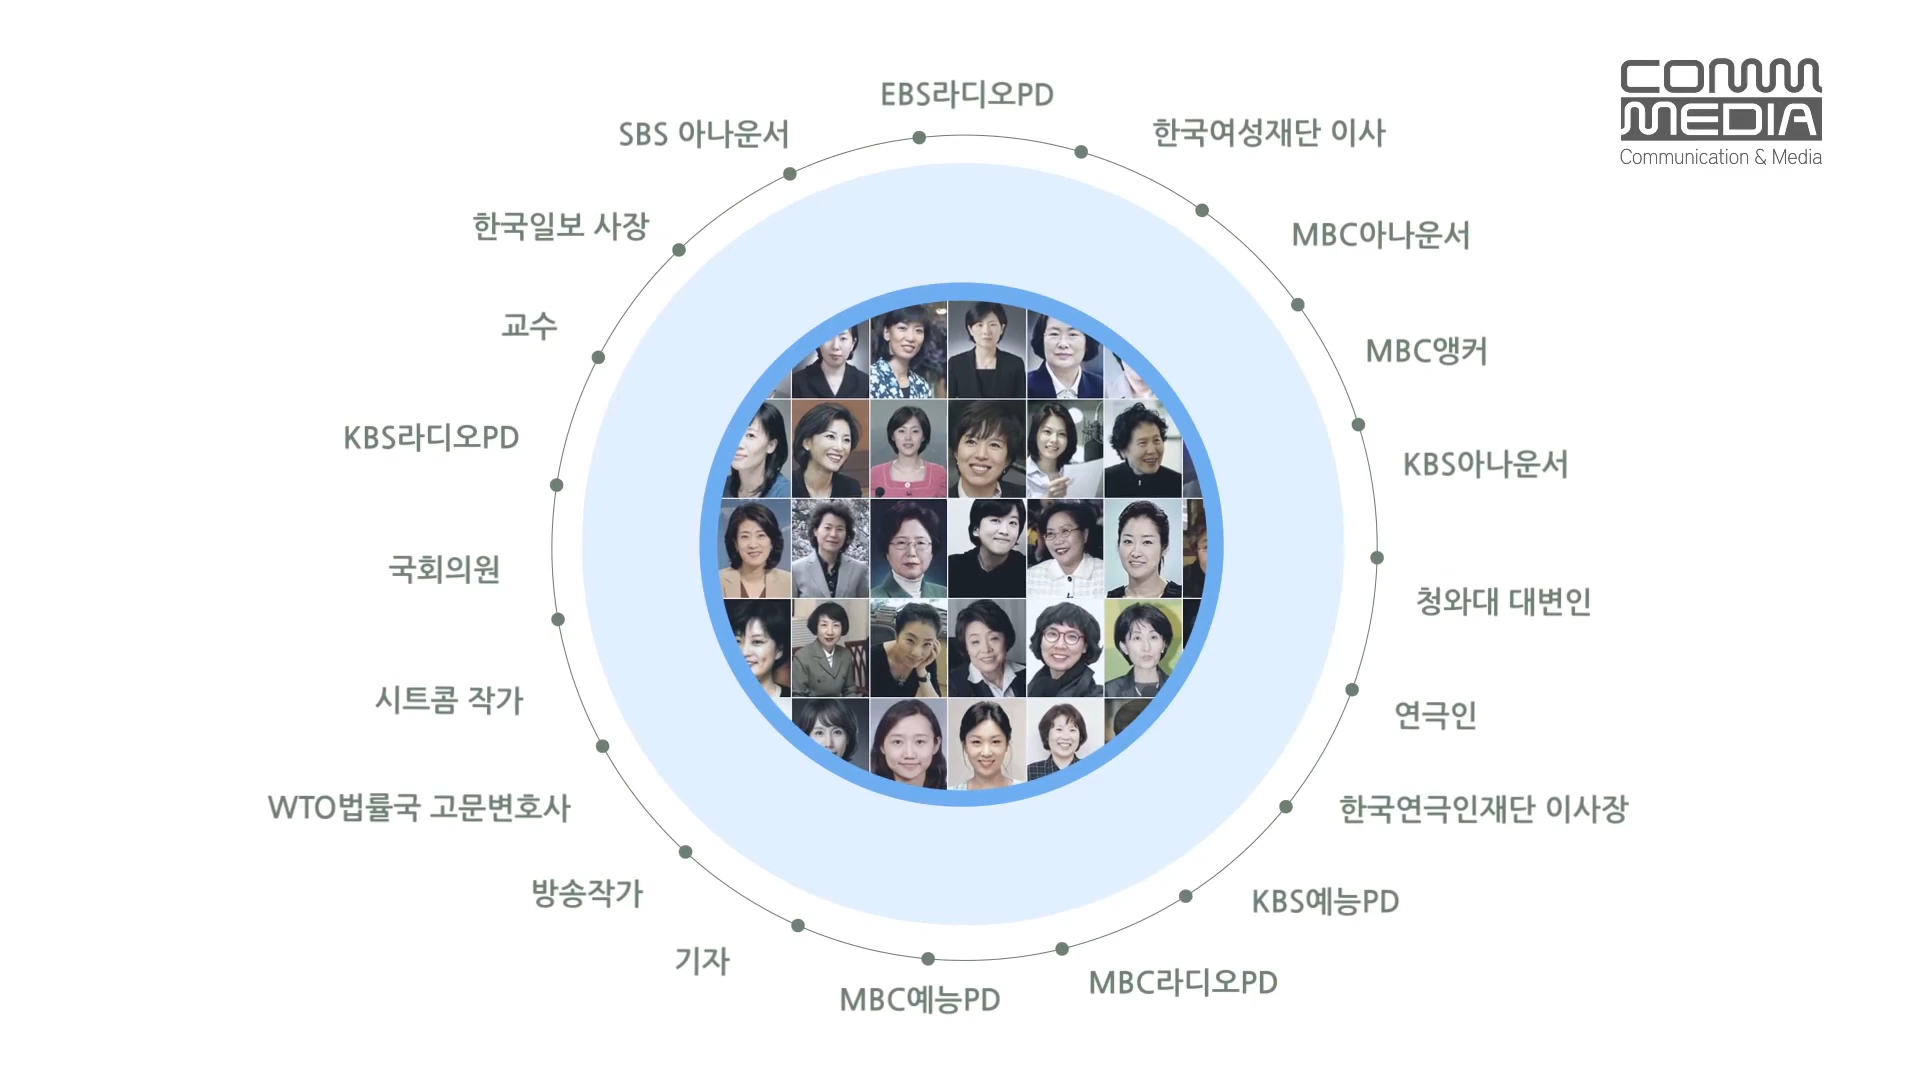 COMM
MEDIA
Communication & Media
EBS라디오PD
한국여성재단 이사
MBC아나운서
MBC앵커
KBS아나운서
청와대 대변인
연극인
한국연극인재단 이사장
KBS예능PD
MBC라디오PD
MBC예능PD
기자
방송작가
WTO법률국 고문변호사
시트콤 작가
국회의원
KBS라디오PD
교수
한국일보 사장
SBS 아나운서